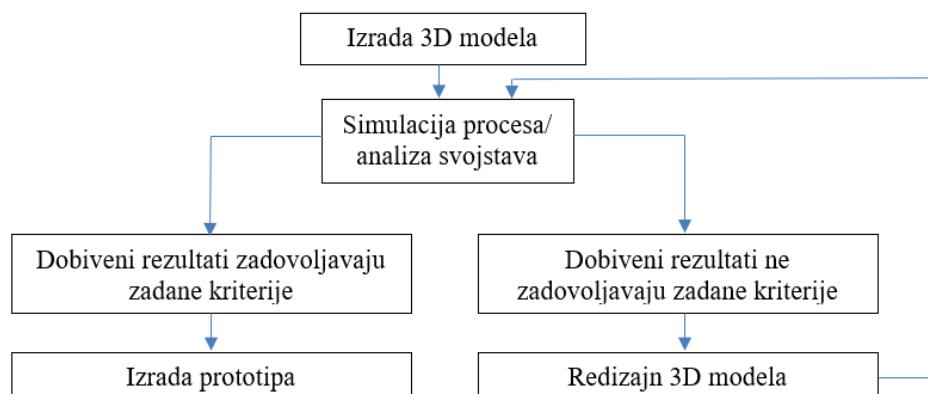 Izrada 3D modela
Simulacija procesa/
analiza svojstava
Dobiveni rezultati zadovoljavaju
zadane kriterije
Dobiveni rezultati ne
zadovoljavaju zadane kriterije
Izrada prototipa
Redizajn 3D modela